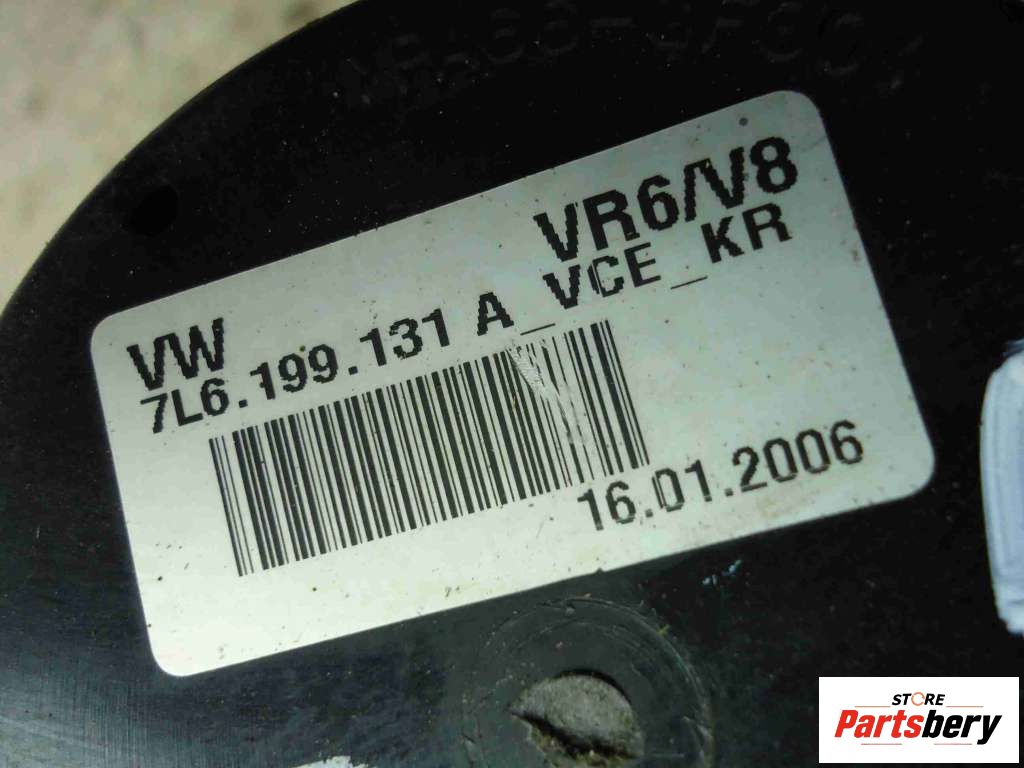 VR6/V8
VW
7L6.199.131 A_VCE_KR
16.01.2006
STORE
Partsbery